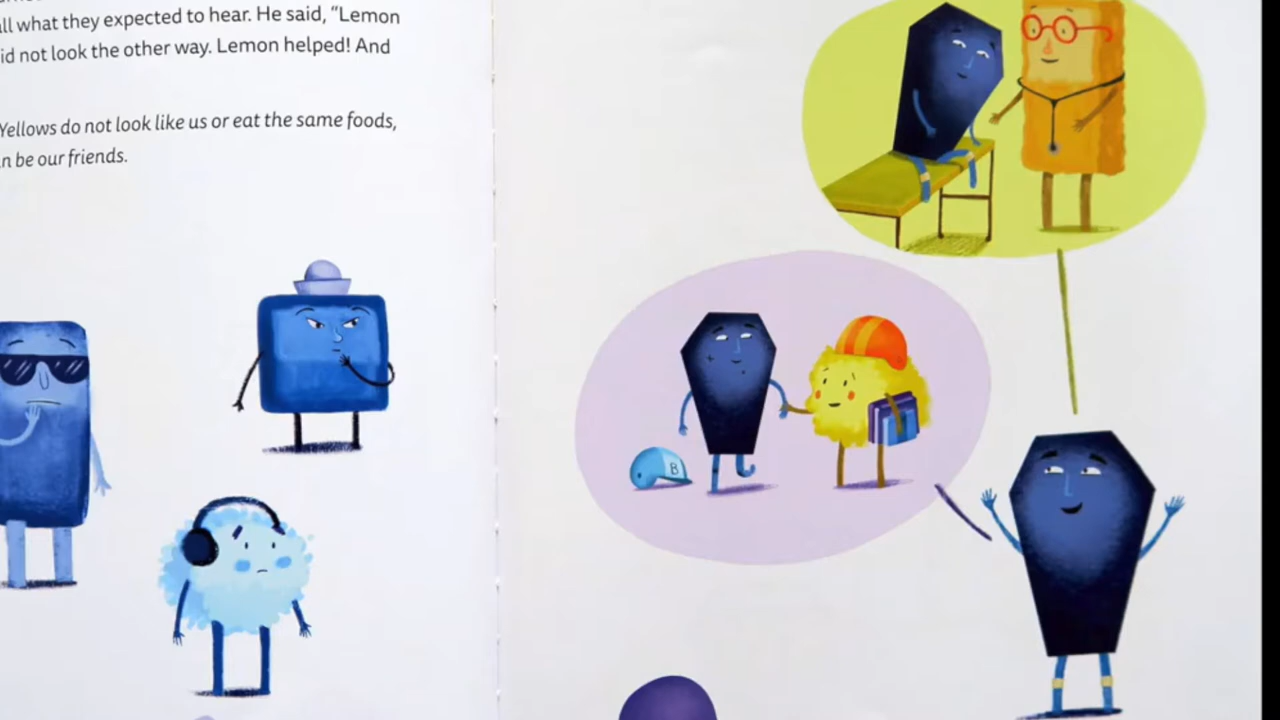 all what they expected to hear. He said, “Lemon
did not look the other way. Lemon helped! And
Yellows do not look like us or eat the same foods,
be our friends.
B